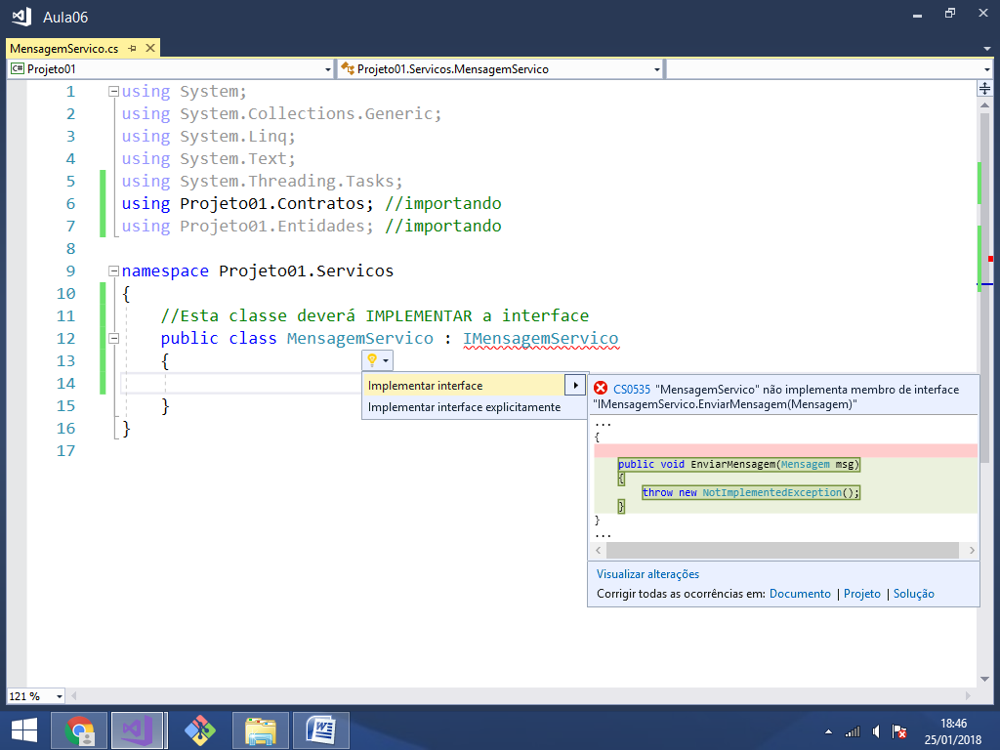 Aula06
MensagemServico.cs
C# Projeto01
Projeto01.Servicos.MensagemServico
1 using System;
2 using System.Collections.Generic;
3 using System.Linq;
4 using System.Text;
5 using System.Threading.Tasks;
6 using Projeto01.Contratos; //importando
7 using Projeto01.Entidades; //importando
8
9 namespace Projeto01.Servicos
10 {
11 //Esta classe deverá IMPLEMENTAR a interface
12 public class MensagemServico : IMensagemServico
13 {
14
15 }
16 }
17
Implementar interface
Implementar interface explicitamente
CS0535 "MensagemServico" não implementa membro de interface
"IMensagemServico.EnviarMensagem(Mensagem)"
...
{
public void EnviarMensagem(Mensagem msg)
{
throw new NotImplementedException();
}
}
...
Visualizar alterações
Corrigir todas as ocorrências em: Documento | Projeto | Solução
121 %
18:46
25/01/2018